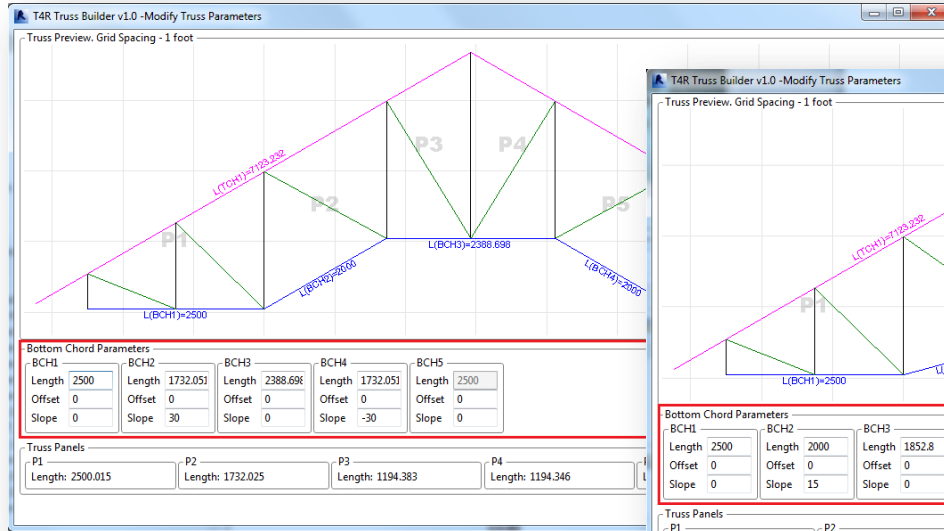 T4R Truss Builder v1.0 -Modify Truss Parameters
Truss Preview. Grid Spacing - 1 foot
L(TCH1)=7123.232
P1
P2
P3
P4
P5
L(BCH1)=2500
L(BCH2)=2000
L(BCH3)=2388.698
L(BCH4)=2000
Bottom Chord Parameters
BCH1 BCH2 BCH3 BCH4 BCH5
Length 2500 Length 1732.051 Length 2388.698 Length 1732.051 Length 2500
Offset 0 Offset 0 Offset 0 Offset 0 Offset 0
Slope 0 Slope 30 Slope 0 Slope -30 Slope 0
Truss Panels
P1 P2 P3 P4
Length: 2500.015 Length: 1732.025 Length: 1194.383 Length: 1194.346
T4R Truss Builder v1.0 -Modify Truss Parameters
Truss Preview. Grid Spacing - 1 foot
L(TCH1)=7123.232
P1
L(BCH1)=2500
Bottom Chord Parameters
BCH1 BCH2 BCH3
Length 2500 Length 2000 Length 1852.8
Offset 0 Offset 0 Offset 0
Slope 0 Slope 15 Slope 0
Truss Panels
P1 P2